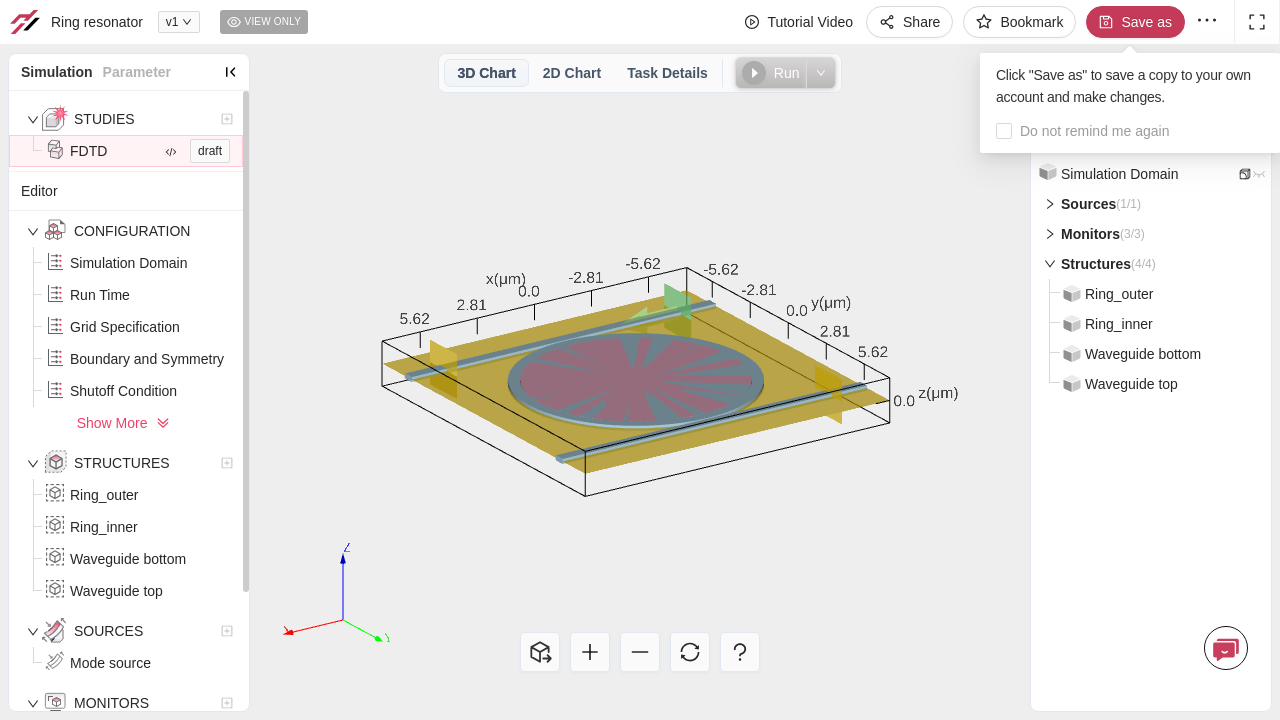 Ring resonator
v1
VIEW ONLY
Tutorial Video
Share
Bookmark
Save as
Click "Save as" to save a copy to your own
account and make changes.
Do not remind me again
Simulation
Parameter
STUDIES
FDTD
draft
Editor
CONFIGURATION
Simulation Domain
Run Time
Grid Specification
Boundary and Symmetry
Shutoff Condition
Show More
STRUCTURES
Ring_outer
Ring_inner
Waveguide bottom
Waveguide top
SOURCES
Mode source
MONITORS
3D Chart
2D Chart
Task Details
Run
x(μm)
5.62
2.81
0.0
-2.81
-5.62
-5.62
-2.81
0.0
y(μm)
2.81
5.62
0.0
z(μm)
Z
X
Y
Simulation Domain
Sources(1/1)
Monitors(3/3)
Structures(4/4)
Ring_outer
Ring_inner
Waveguide bottom
Waveguide top